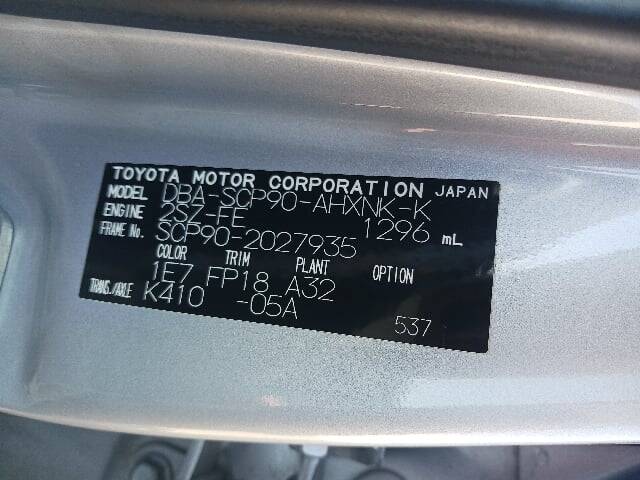 TOYOTA MOTOR CORPORATION JAPAN
MODEL DBA-SCP90-AHXNK-K
ENGINE 2SZ-FE 1296 mL
FRAME No. SCP90-2027935
COLOR TRIM PLANT OPTION
1E7 FP18 A32
TRANS./AXLE K410 -05A
537